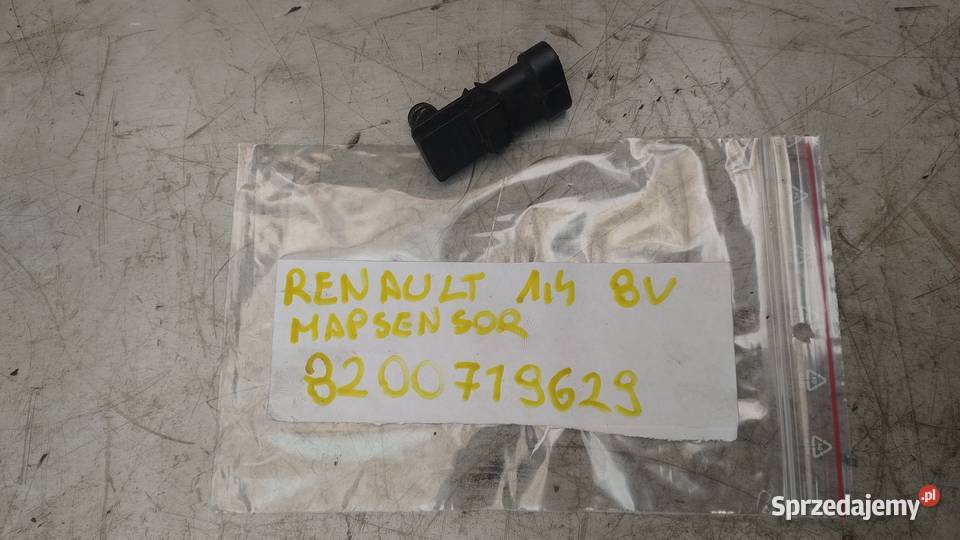 RENAULT 1,4 8V
MAPSENSOR
8200719629
Sprzedajemy.pl